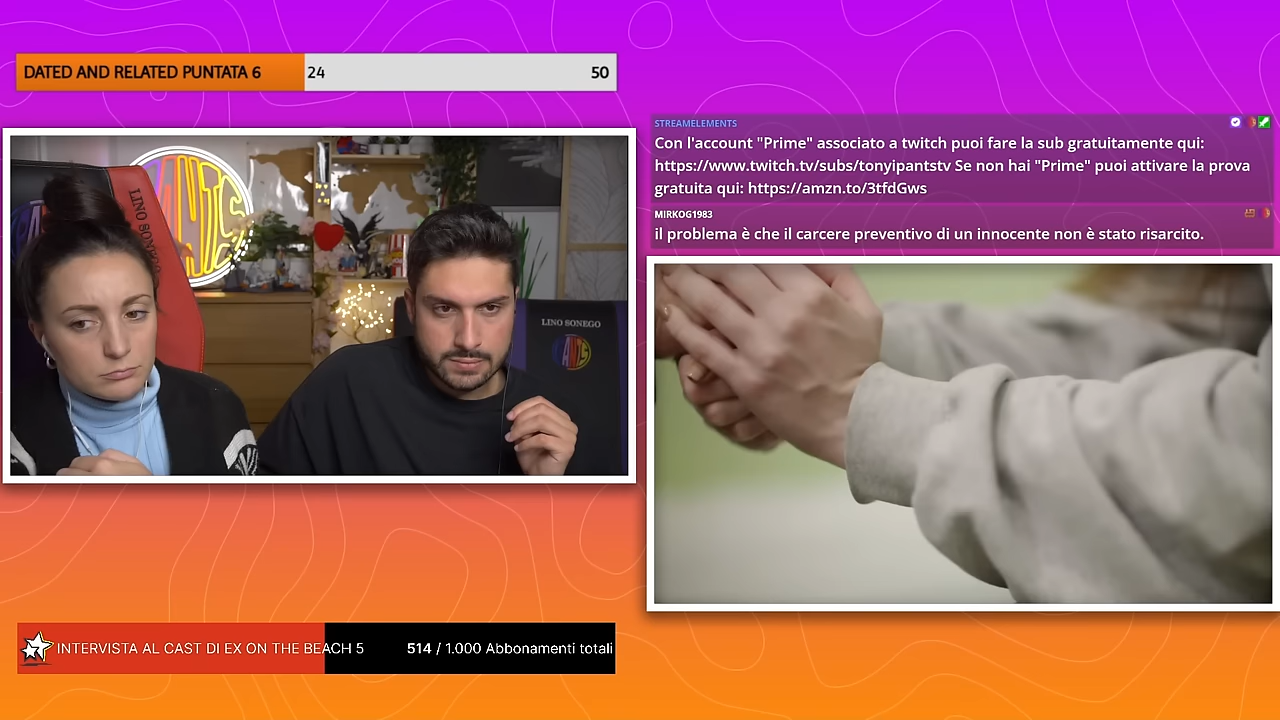 DATED AND RELATED PUNTATA 6 24 50
STREAMELEMENTS
Con l'account "Prime" associato a twitch puoi fare la sub gratuitamente qui:
https://www.twitch.tv/subs/tonyipantstv Se non hai "Prime" puoi attivare la prova
gratuita qui: https://amzn.to/3tfdGws
MIRKOG1983
il problema è che il carcere preventivo di un innocente non è stato risarcito.
LINO SONEGO
LINO SONEGO
PANTS
INTERVISTA AL CAST DI EX ON THE BEACH 5 514 / 1.000 Abbonamenti totali